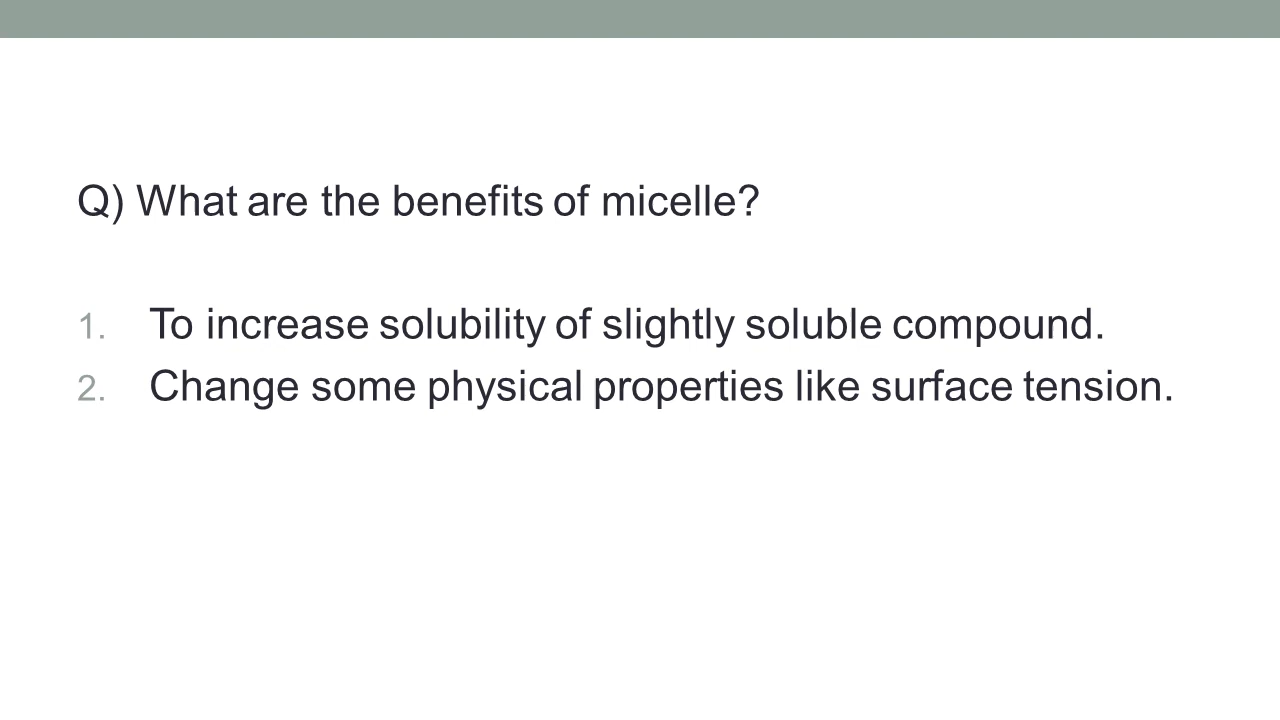 Q) What are the benefits of micelle?
1. To increase solubility of slightly soluble compound.
2. Change some physical properties like surface tension.